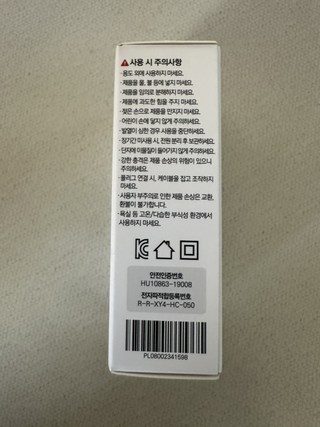 ⚠사용 시 주의사항
·용도 외에 사용하지 마세요.
·제품을 물, 불 등에 넣지 마세요.
·제품을 임의로 분해하지 마세요.
·제품에 과도한 힘을 주지 마세요.
·젖은 손으로 제품을 만지지 마세요.
·어린이 손에 닿지 않게 주의하세요.
·발열이 심한 경우 사용을 중단하세요.
·장기간 미사용 시, 전원 분리 후 보관하세요.
·단자에 이물질이 들어가지 않게 주의하세요.
·강한 충격은 제품 손상의 위험이 있으니
주의하세요.
·플러그 연결 시, 케이블을 잡고 조작하지
마세요.
·사용자 부주의로 인한 제품 손상은 교환,
환불이 불가합니다.
·욕실 등 고온/다습한 부식성 환경에서
사용하지 마세요.
안전인증번호
HU10863-19008
전자파적합등록번호
R-R-XY4-HC-050
PL08002341598